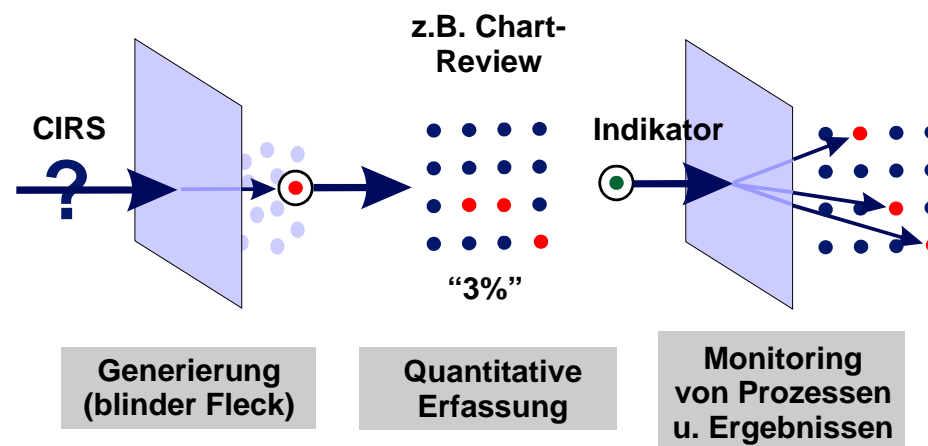 z.B. Chart-
Review
CIRS
?
Indikator
“3%”
Generierung
(blinder Fleck)
Quantitative
Erfassung
Monitoring
von Prozessen
u. Ergebnissen